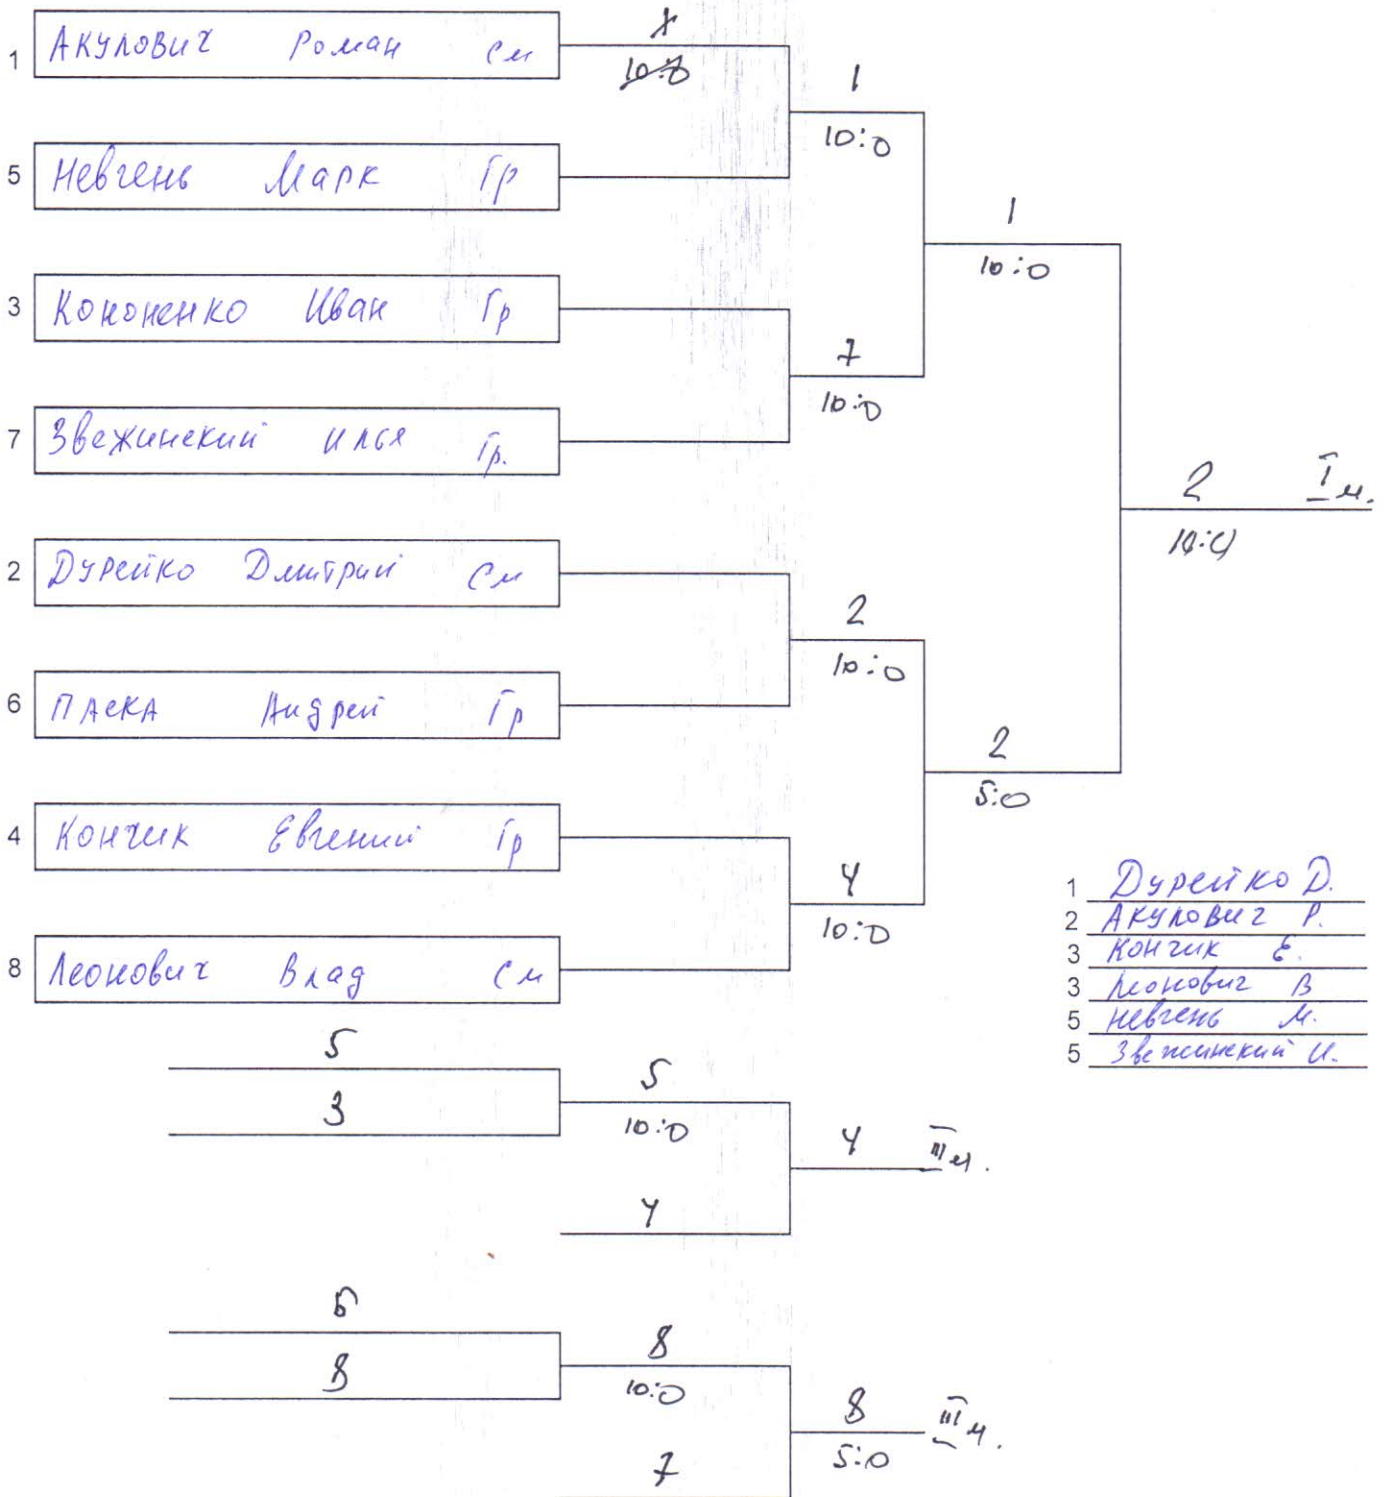 1 Акулович Роман См
10:0
1
10:0
5 Невгень Марк Гр
1
10:0
3 Кононенко Иван Гр
7
10:0
7 Звежинский Илья Гр.
2 I м.
2 Дурейко Дмитрий См
2
10:0
6 Паска Андрей Гр
2
5:0
4 Кончик Евгений Гр
4
10:0
8 Леонович Влад См
1 Дурейко Д.
2 Акулович Р.
3 Кончик Е.
3 Леонович В
5 Невгень М.
5 Звежинский И.
5
3
5
10:0
4 III м.
4
6
8
8
10:0
8 III м.
5:0
7